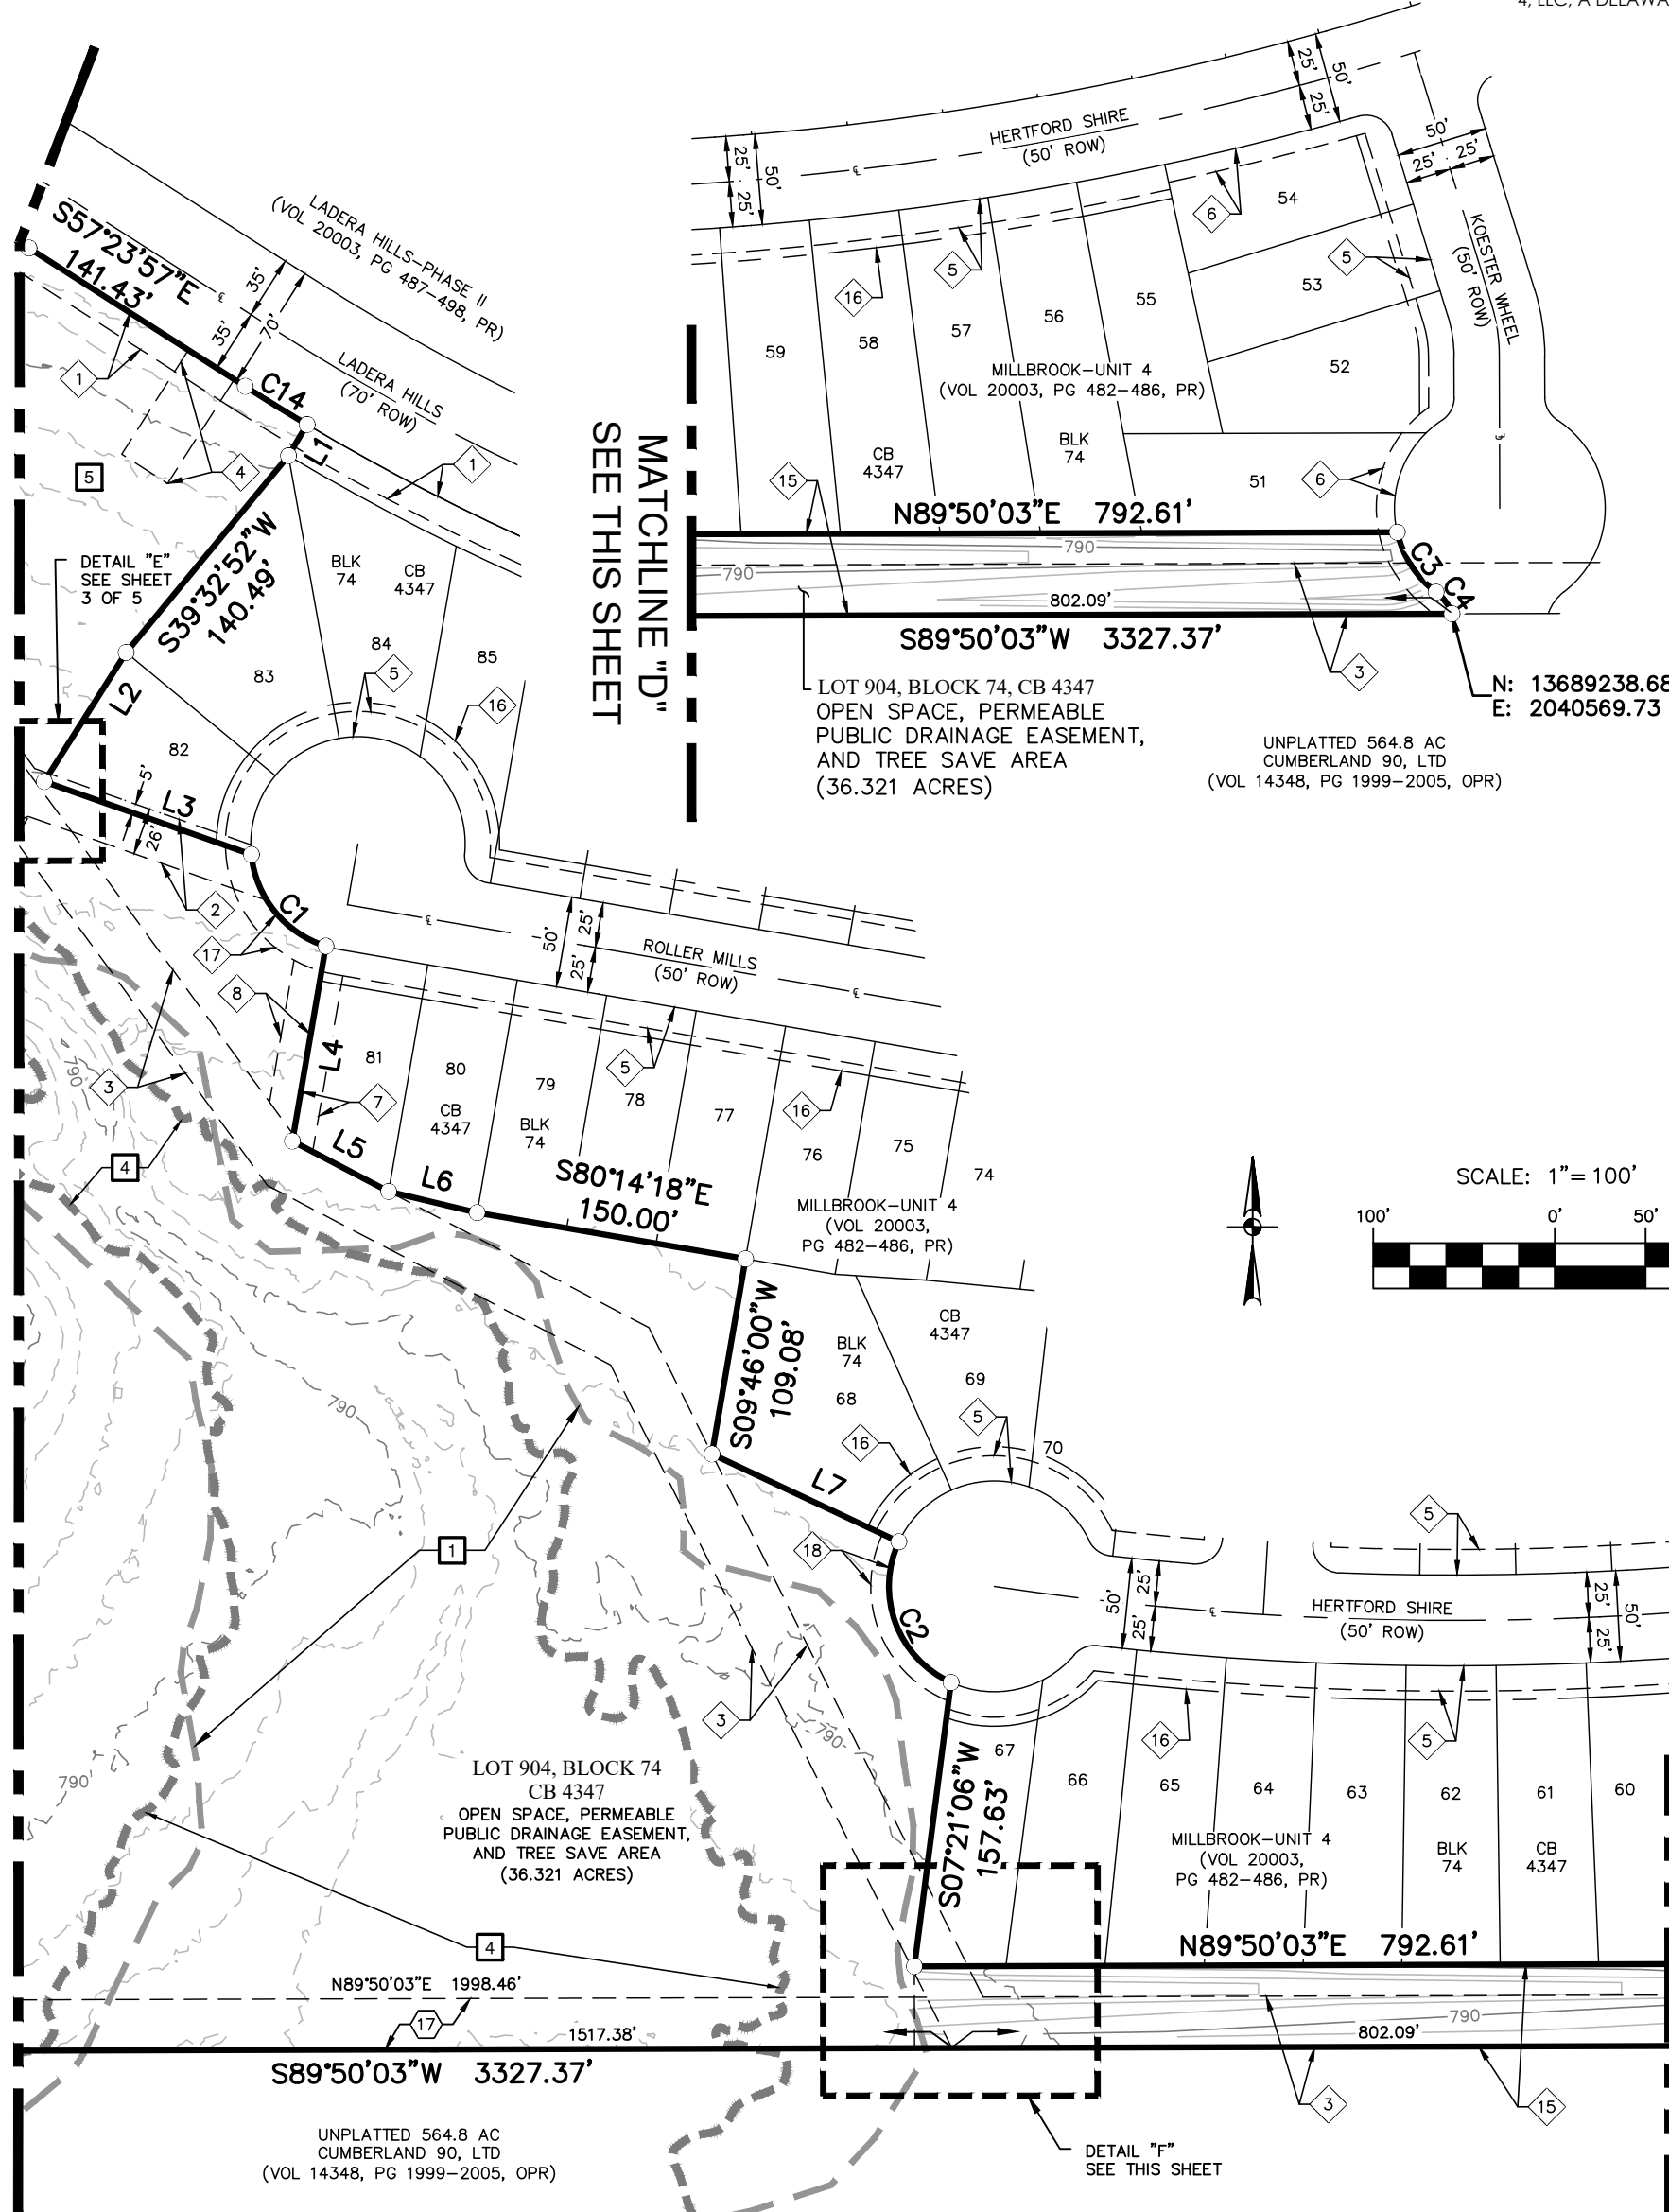 4, LLC, A DELAWA
25'
50'
25'
HERTFORD SHIRE
(50' ROW)
25'
50'
25'
50'
25'
25'
KOESTER WHEEL
(50' ROW)
LADERA HILLS-PHASE II
(VOL 20003, PG 487-498, PR)
S57°23'57"E
141.43'
35'
35'
70'
LADERA HILLS
(70' ROW)
C14
L1
1
4
1
5
6
54
5
53
5
16
55
56
57
58
59
52
51
MILLBROOK-UNIT 4
(VOL 20003, PG 482-486, PR)
CB
4347
BLK
74
15
6
N89°50'03"E 792.61'
790
790
802.09'
C3
C4
S89°50'03"W 3327.37'
3
N: 13689238.68
E: 2040569.73
MATCHLINE "D"
SEE THIS SHEET
LOT 904, BLOCK 74, CB 4347
OPEN SPACE, PERMEABLE
PUBLIC DRAINAGE EASEMENT,
AND TREE SAVE AREA
(36.321 ACRES)
UNPLATTED 564.8 AC
CUMBERLAND 90, LTD
(VOL 14348, PG 1999-2005, OPR)
DETAIL "E"
SEE SHEET
3 OF 5
S39°32'52"W
140.49'
BLK
74
CB
4347
84
85
83
82
5
16
L2
L3
5'
26'
2
C1
17
8
3
790
4
50'
25'
25'
ROLLER MILLS
(50' ROW)
L4
81
80
79
78
77
76
75
74
CB
4347
BLK
74
5
16
7
L5
L6
S80°14'18"E
150.00'
MILLBROOK-UNIT 4
(VOL 20003,
PG 482-486, PR)
SCALE: 1"= 100'
100'
0'
50'
S09°46'00"W
109.08'
BLK
74
68
CB
4347
69
5
70
16
L7
790
1
18
C2
50'
25'
25'
HERTFORD SHIRE
(50' ROW)
5
25'
50'
25'
3
790
16
5
67
66
65
64
63
62
61
60
S07°21'06"W
157.63'
MILLBROOK-UNIT 4
(VOL 20003,
PG 482-486, PR)
BLK
74
CB
4347
790
LOT 904, BLOCK 74
CB 4347
OPEN SPACE, PERMEABLE
PUBLIC DRAINAGE EASEMENT,
AND TREE SAVE AREA
(36.321 ACRES)
4
N89°50'03"E 792.61'
N89°50'03"E 1998.46'
17
1517.38'
790
802.09'
S89°50'03"W 3327.37'
3
15
UNPLATTED 564.8 AC
CUMBERLAND 90, LTD
(VOL 14348, PG 1999-2005, OPR)
DETAIL "F"
SEE THIS SHEET